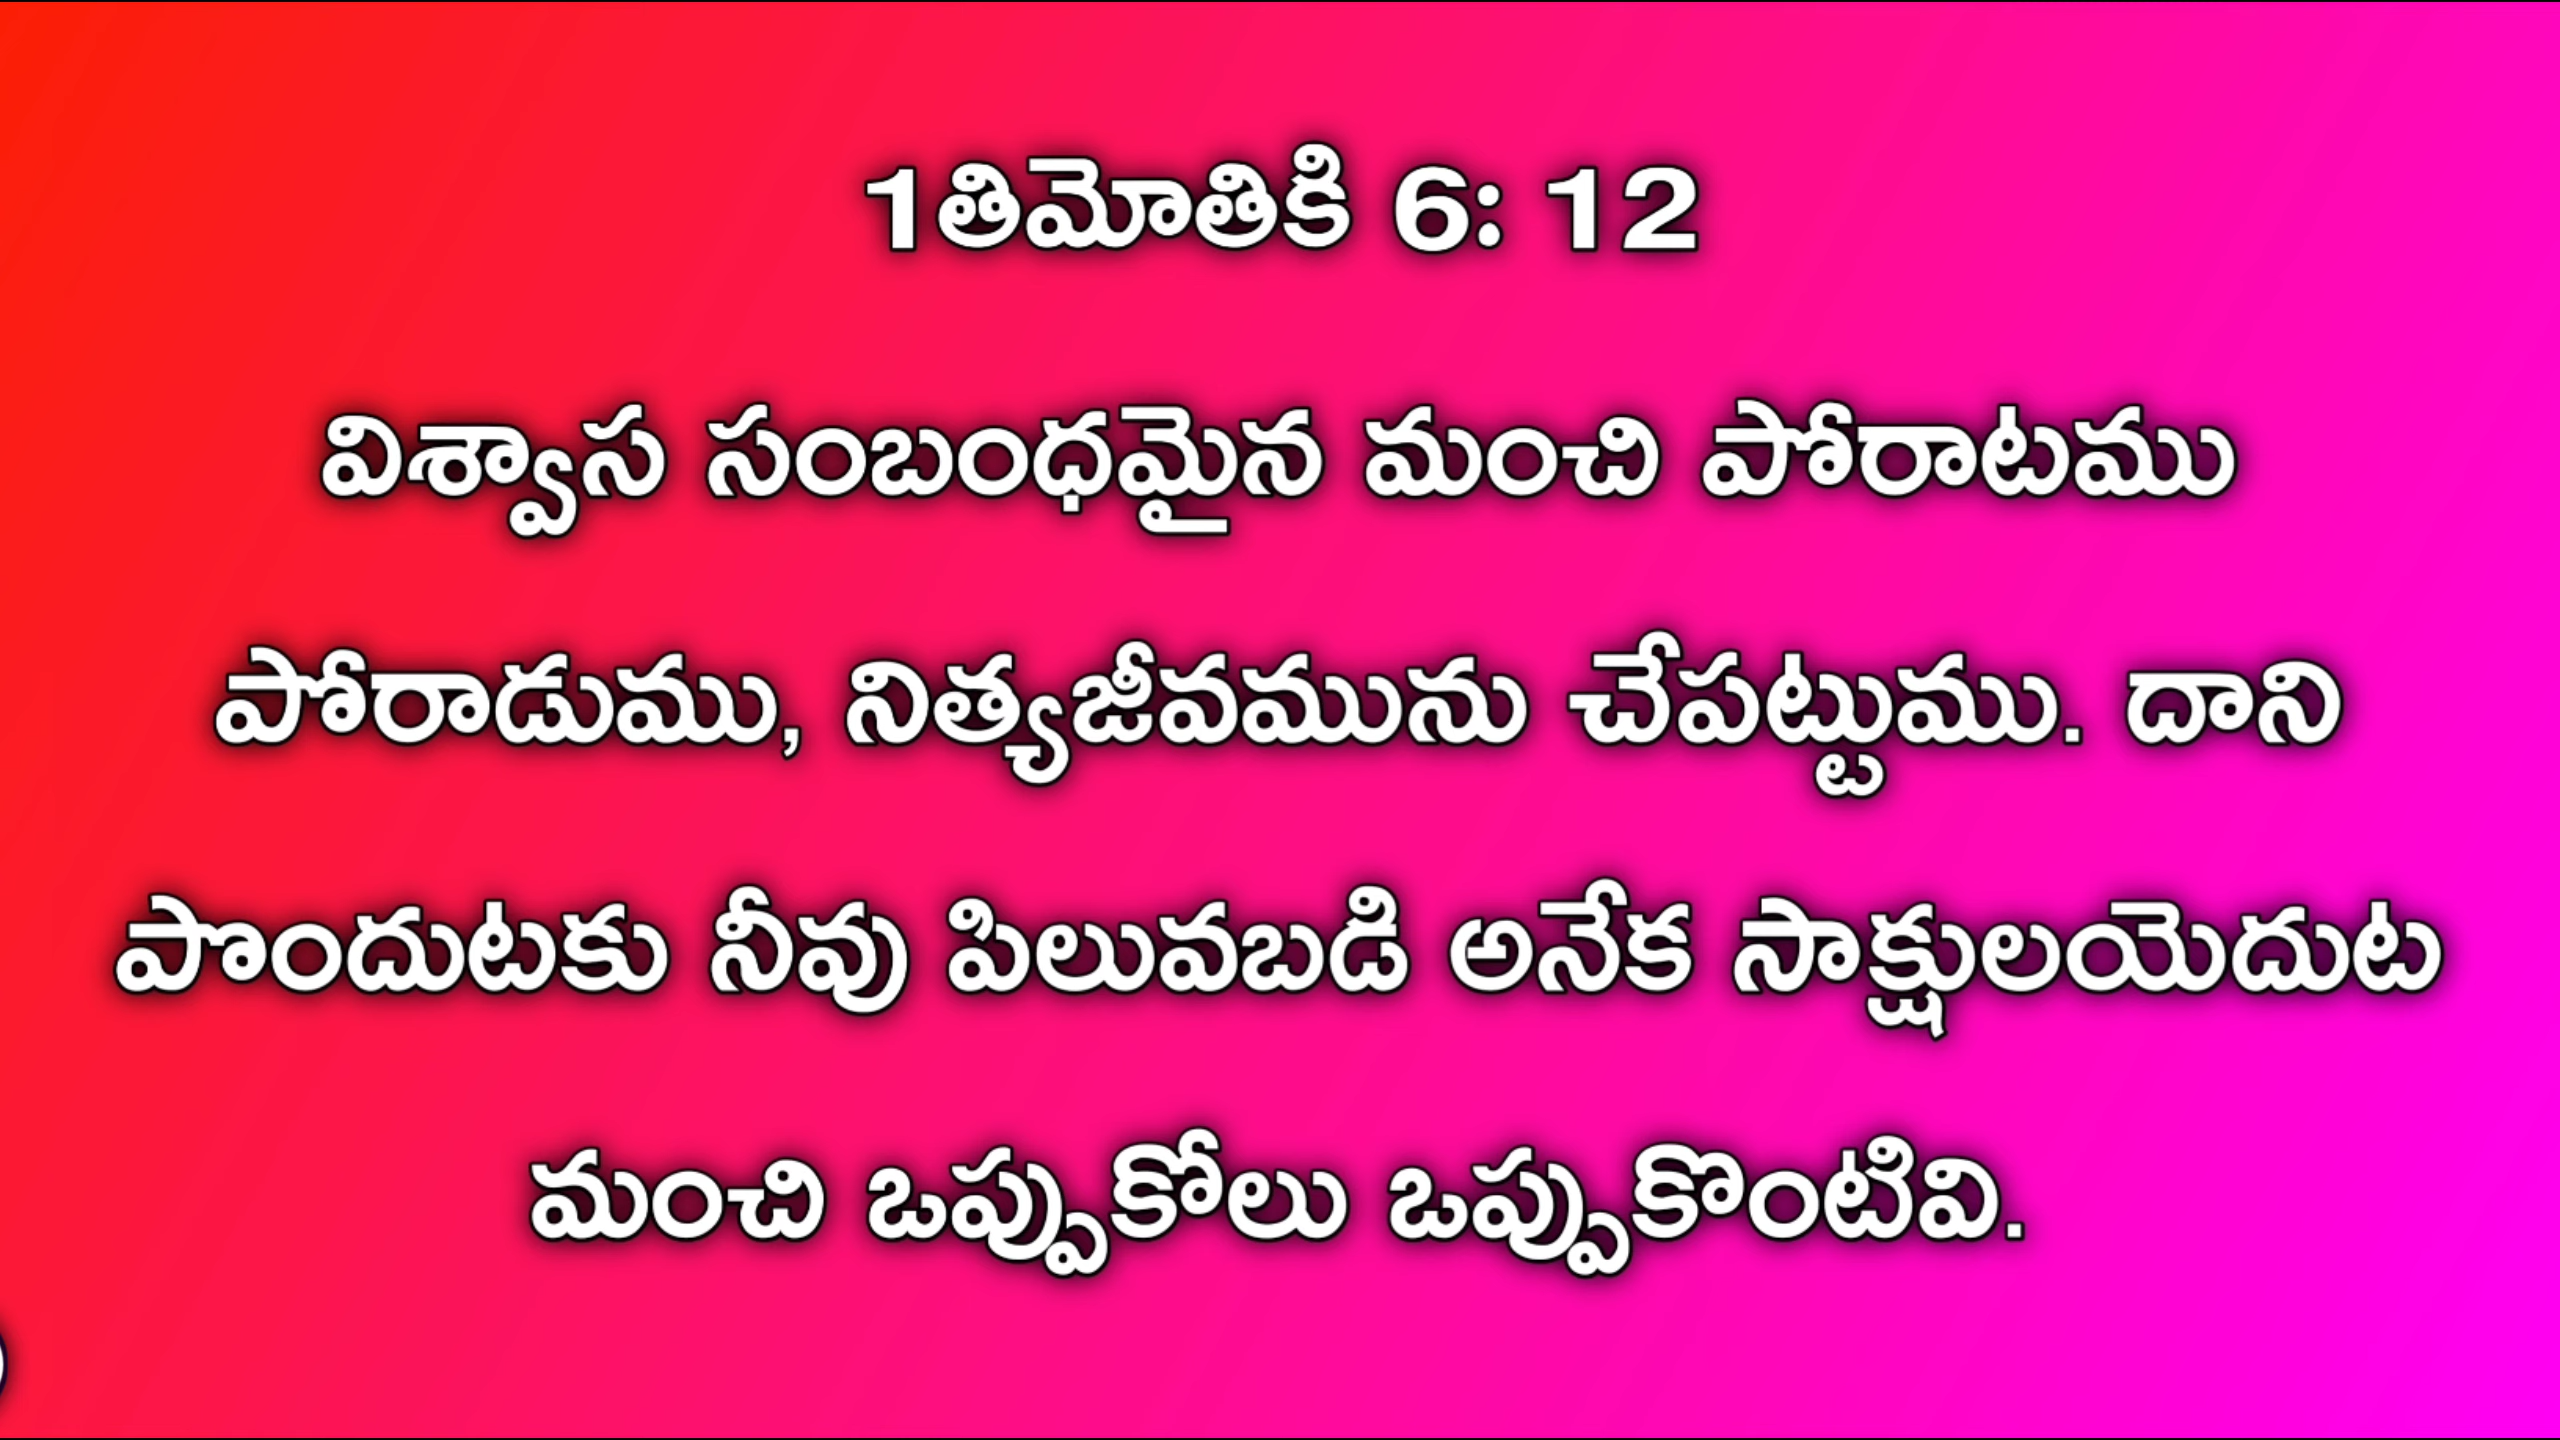 1తిమోతికి 6: 12
విశ్వాస సంబంధమైన మంచి పోరాటము
పోరాడుము, నిత్యజీవమును చేపట్టుము. దాని
పొందుటకు నీవు పిలువబడి అనేక సాక్షులయెదుట
మంచి ఒప్పుకోలు ఒప్పుకొంటివి.